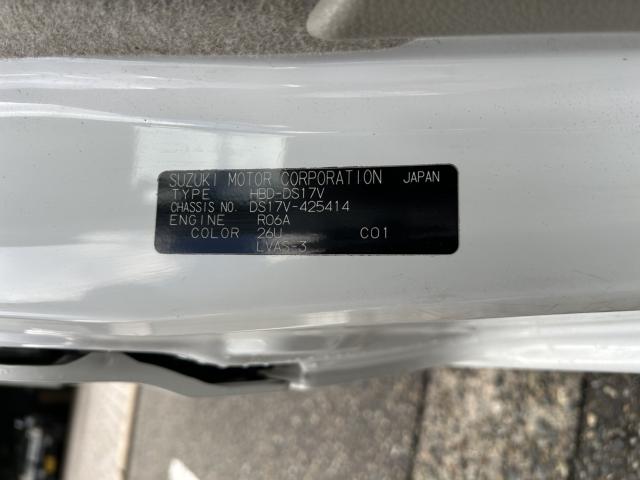 SUZUKI MOTOR CORPORATION JAPAN
TYPE HBD-DS17V
CHASSIS NO. DS17V-425414
ENGINE R06A
COLOR 26U C01
LVAS-3